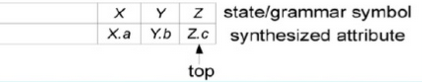 X Y Z state/grammar symbol
X.a Y.b Z.c synthesized attribute
top